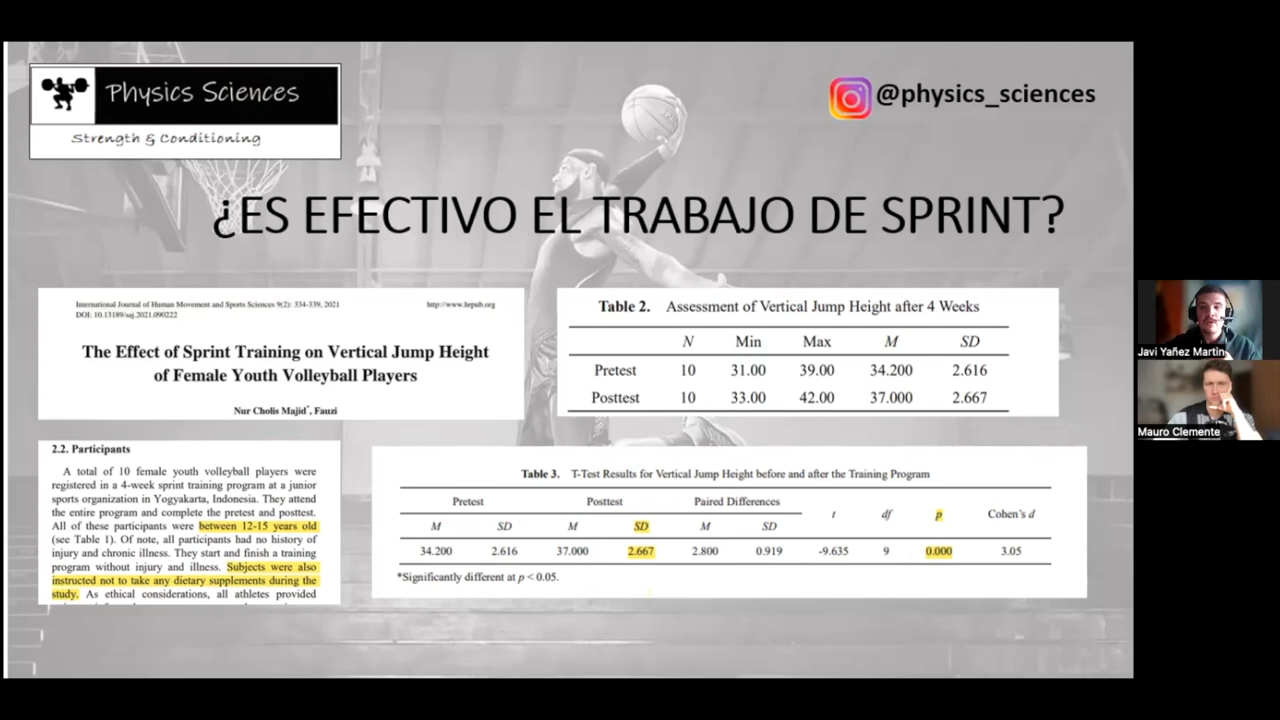 Physics Sciences
Strength & Conditioning
@physics_sciences
¿ES EFECTIVO EL TRABAJO DE SPRINT?
International Journal of Human Movement and Sports Sciences 9(2): 334-339, 2021
http://www.hrpub.org
DOI: 10.13189/saj.2021.090222
The Effect of Sprint Training on Vertical Jump Height
of Female Youth Volleyball Players
Nur Cholis Majid*, Fauzi
Table 2. Assessment of Vertical Jump Height after 4 Weeks
N Min Max M SD
Pretest 10 31.00 39.00 34.200 2.616
Posttest 10 33.00 42.00 37.000 2.667
2.2. Participants
A total of 10 female youth volleyball players were
registered in a 4-week sprint training program at a junior
sports organization in Yogyakarta, Indonesia. They attend
the entire program and complete the pretest and posttest.
All of these participants were between 12-15 years old
(see Table 1). Of note, all participants had no history of
injury and chronic illness. They start and finish a training
program without injury and illness. Subjects were also
instructed not to take any dietary supplements during the
study. As ethical considerations, all athletes provided
Table 3. T-Test Results for Vertical Jump Height before and after the Training Program
Pretest Posttest Paired Differences
t df p Cohen's d
M SD M SD M SD
34.200 2.616 37.000 2.667 2.800 0.919 -9.635 9 0.000 3.05
*Significantly different at p < 0.05.
Javi Yañez Martin
Mauro Clemente